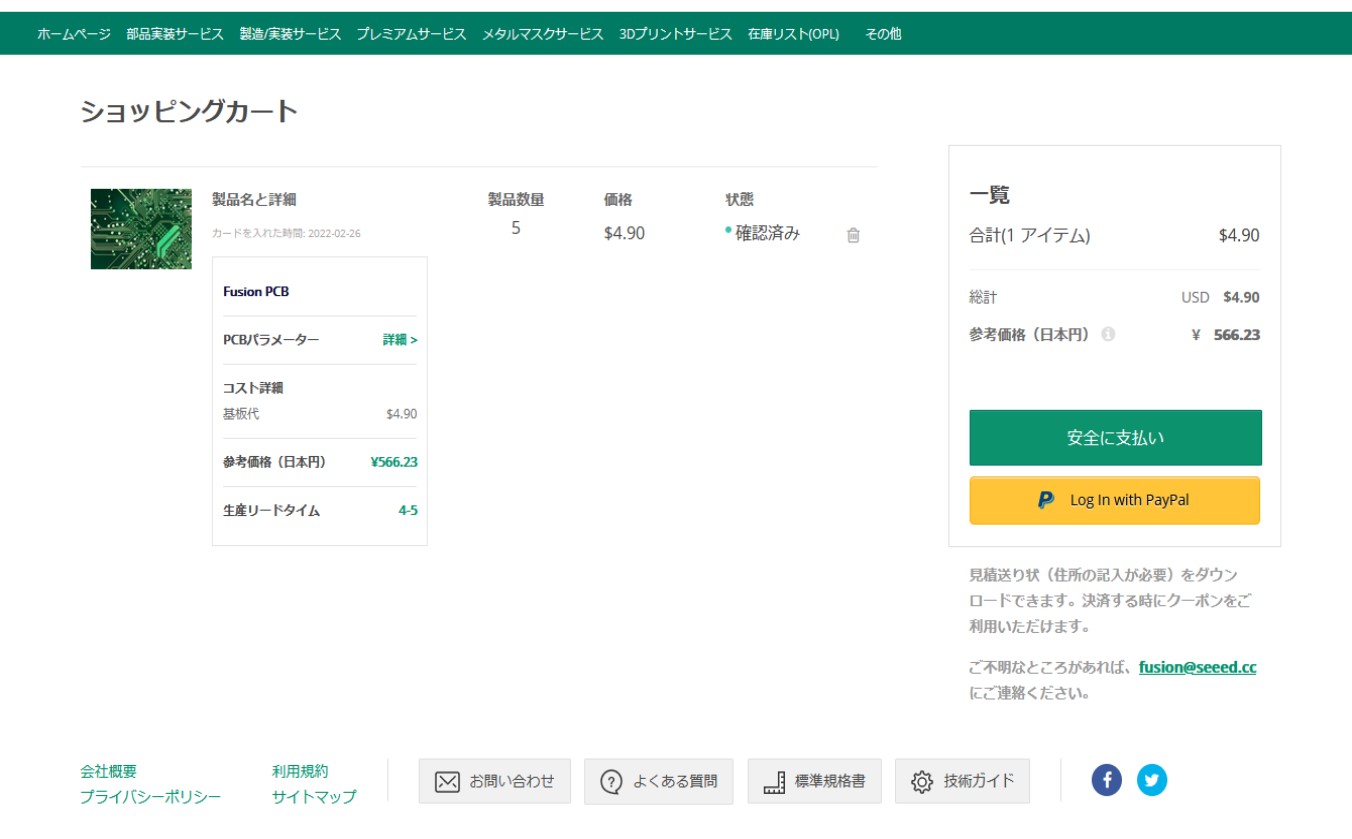 ホームページ 部品実装サービス 製造/実装サービス プレミアムサービス メタルマスクサービス 3Dプリントサービス 在庫リスト(OPL) その他
ショッピングカート
製品名と詳細 製品数量 価格 状態
カードを入れた時間: 2022-02-26 5 $4.90 確認済み
Fusion PCB
PCBパラメーター 詳細 >
コスト詳細
基板代 $4.90
参考価格（日本円） ¥566.23
生産リードタイム 4-5
一覧
合計(1 アイテム) $4.90
総計 USD $4.90
参考価格（日本円） ¥ 566.23
安全に支払い
Log In with PayPal
見積送り状（住所の記入が必要）をダウン
ロードできます。決済する時にクーポンをご
利用いただけます。
ご不明なところがあれば、fusion@seeed.cc
にご連絡ください。
会社概要 利用規約
プライバシーポリシー サイトマップ
お問い合わせ よくある質問 標準規格書 技術ガイド